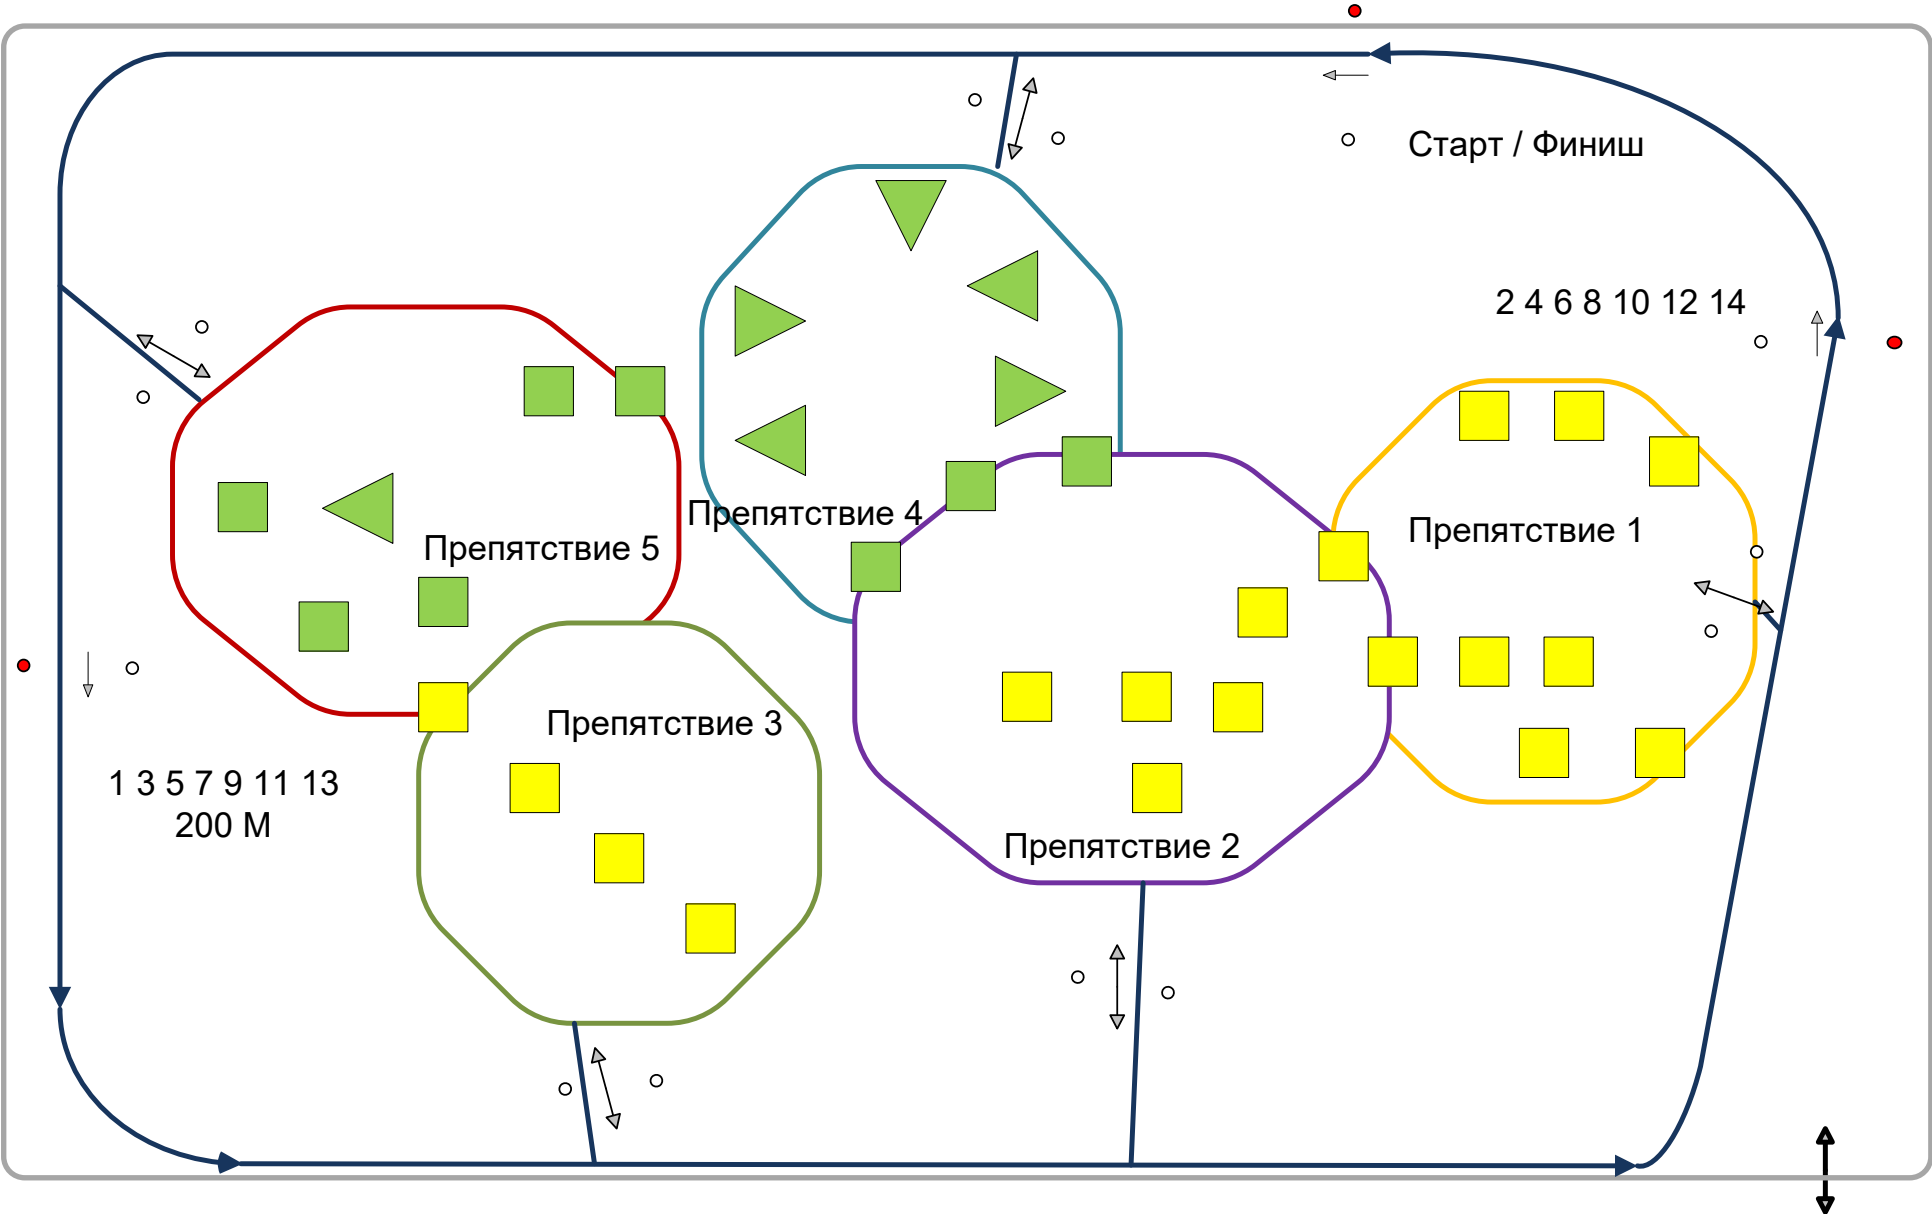 Старт / Финиш
2 4 6 8 10 12 14
Препятствие 4
Препятствие 1
Препятствие 5
Препятствие 3
1 3 5 7 9 11 13
200 М
Препятствие 2